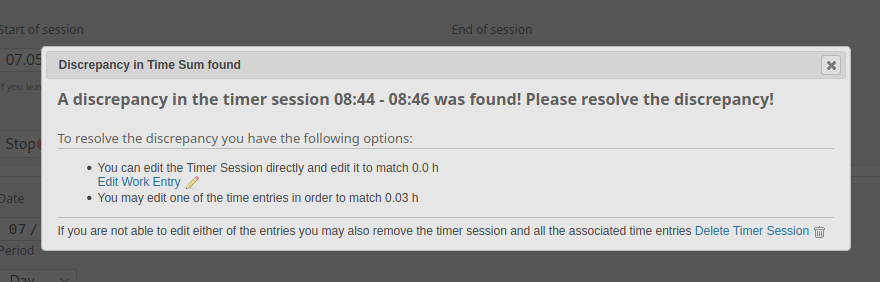 Start of session
End of session
07.05
Discrepancy in Time Sum found
If you leave
A discrepancy in the timer session 08:44 - 08:46 was found! Please resolve the discrepancy!
To resolve the discrepancy you have the following options:
Stop
You can edit the Timer Session directly and edit it to match 0.0 h
Edit Work Entry
You may edit one of the time entries in order to match 0.03 h
Date
07/
If you are not able to edit either of the entries you may also remove the timer session and all the associated time entries Delete Timer Session
Period
Day